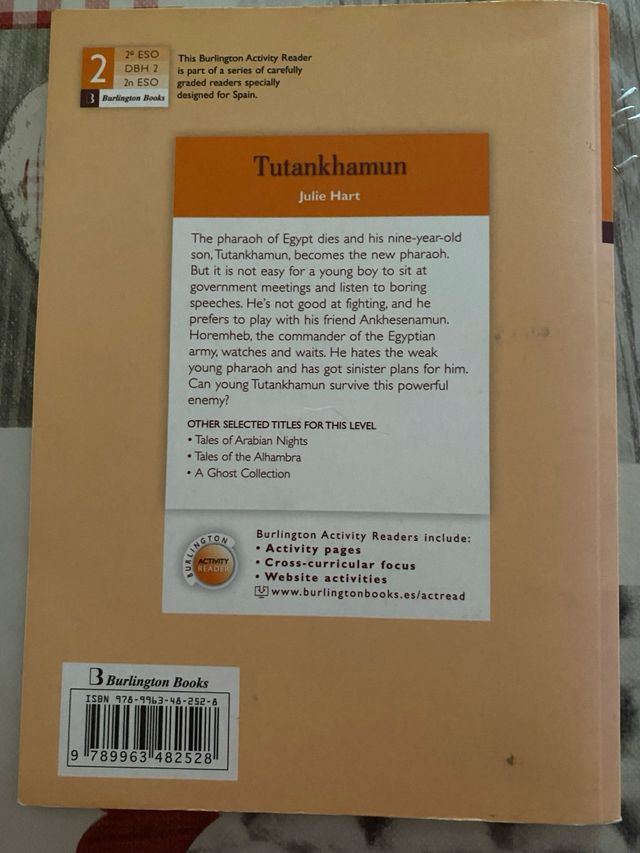 2
2º ESO
DBH 2
2n ESO
B Burlington Books
This Burlington Activity Reader
is part of a series of carefully
graded readers specially
designed for Spain.
Tutankhamun
Julie Hart
The pharaoh of Egypt dies and his nine-year-old
son, Tutankhamun, becomes the new pharaoh.
But it is not easy for a young boy to sit at
government meetings and listen to boring
speeches. He's not good at fighting, and he
prefers to play with his friend Ankhesenamun.
Horemheb, the commander of the Egyptian
army, watches and waits. He hates the weak
young pharaoh and has got sinister plans for him.
Can young Tutankhamun survive this powerful
enemy?
OTHER SELECTED TITLES FOR THIS LEVEL
• Tales of Arabian Nights
• Tales of the Alhambra
• A Ghost Collection
BURLINGTON
ACTIVITY
READER
Burlington Activity Readers include:
• Activity pages
• Cross-curricular focus
• Website activities
www.burlingtonbooks.es/actread
B Burlington Books
ISBN 978-9963-48-252-8
9 789963 482528